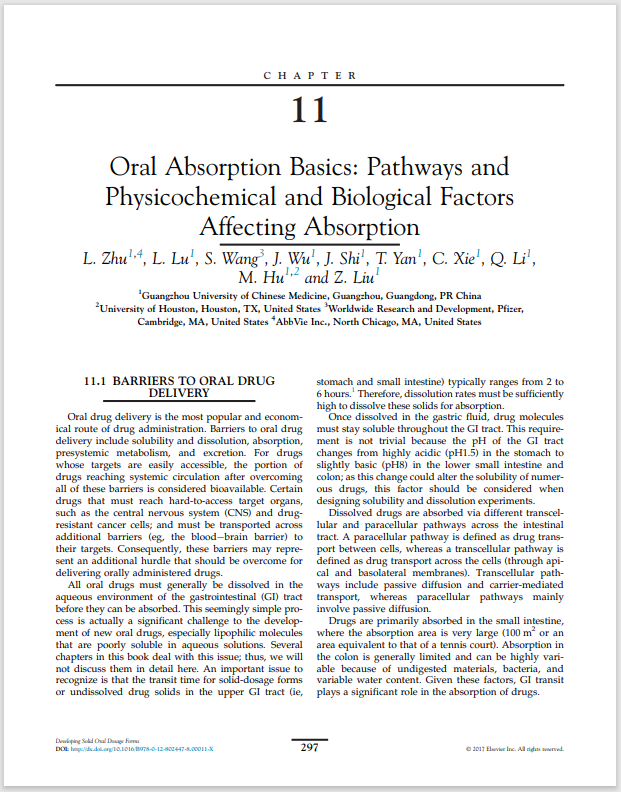 CHAPTER
11
Oral Absorption Basics: Pathways and
Physicochemical and Biological Factors
Affecting Absorption
L. Zhu1,4, L. Lu1, S. Wang3, J. Wu1, J. Shi1, T. Yan1, C. Xie1, Q. Li1,
M. Hu1,2 and Z. Liu1
1Guangzhou University of Chinese Medicine, Guangzhou, Guangdong, PR China
2University of Houston, Houston, TX, United States 3Worldwide Research and Development, Pfizer,
Cambridge, MA, United States 4AbbVie Inc., North Chicago, MA, United States
11.1 BARRIERS TO ORAL DRUG
DELIVERY
Oral drug delivery is the most popular and econom-
ical route of drug administration. Barriers to oral drug
delivery include solubility and dissolution, absorption,
presystemic metabolism, and excretion. For drugs
whose targets are easily accessible, the portion of
drugs reaching systemic circulation after overcoming
all of these barriers is considered bioavailable. Certain
drugs that must reach hard-to-access target organs,
such as the central nervous system (CNS) and drug-
resistant cancer cells; and must be transported across
additional barriers (eg, the blood−brain barrier) to
their targets. Consequently, these barriers may repre-
sent an additional hurdle that should be overcome for
delivering orally administered drugs.
All oral drugs must generally be dissolved in the
aqueous environment of the gastrointestinal (GI) tract
before they can be absorbed. This seemingly simple pro-
cess is actually a significant challenge to the develop-
ment of new oral drugs, especially lipophilic molecules
that are poorly soluble in aqueous solutions. Several
chapters in this book deal with this issue; thus, we will
not discuss them in detail here. An important issue to
recognize is that the transit time for solid-dosage forms
or undissolved drug solids in the upper GI tract (ie,
stomach and small intestine) typically ranges from 2 to
6 hours.1 Therefore, dissolution rates must be sufficiently
high to dissolve these solids for absorption.
Once dissolved in the gastric fluid, drug molecules
must stay soluble throughout the GI tract. This require-
ment is not trivial because the pH of the GI tract
changes from highly acidic (pH1.5) in the stomach to
slightly basic (pH8) in the lower small intestine and
colon; as this change could alter the solubility of numer-
ous drugs, this factor should be considered when
designing solubility and dissolution experiments.
Dissolved drugs are absorbed via different transcel-
lular and paracellular pathways across the intestinal
tract. A paracellular pathway is defined as drug trans-
port between cells, whereas a transcellular pathway is
defined as drug transport across the cells (through api-
cal and basolateral membranes). Transcellular path-
ways include passive diffusion and carrier-mediated
transport, whereas paracellular pathways mainly
involve passive diffusion.
Drugs are primarily absorbed in the small intestine,
where the absorption area is very large (100 m2 or an
area equivalent to that of a tennis court). Absorption in
the colon is generally limited and can be highly vari-
able because of undigested materials, bacteria, and
variable water content. Given these factors, GI transit
plays a significant role in the absorption of drugs.
Developing Solid Oral Dosage Forms
DOI: http://dx.doi.org/10.1016/B978-0-12-802447-8.00011-X
297
© 2017 Elsevier Inc. All rights reserved.